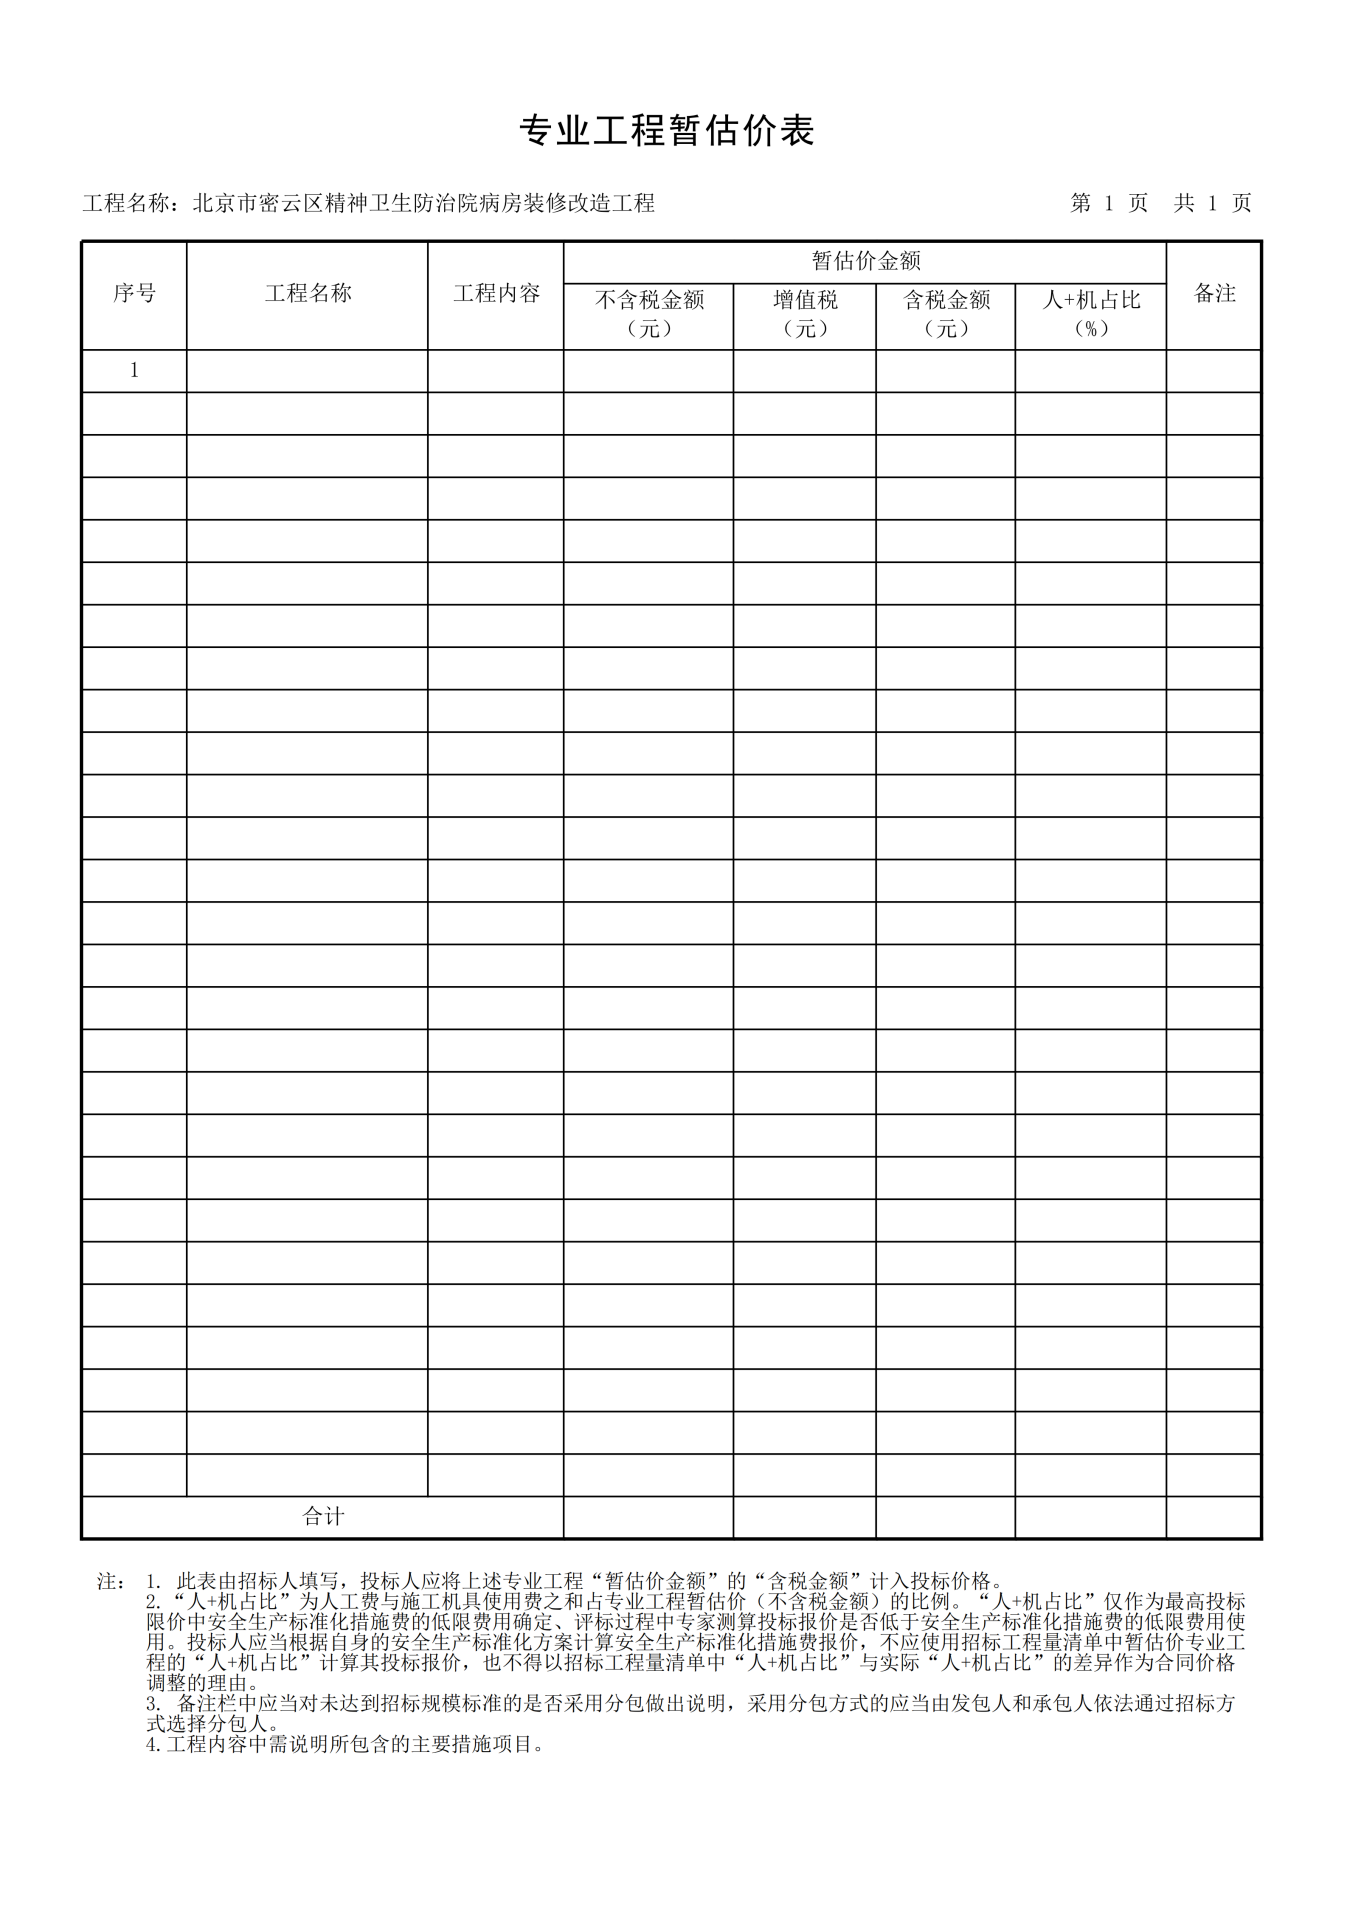 专业工程暂估价表
工程名称：北京市密云区精神卫生防治院病房装修改造工程 第 1 页 共 1 页
序号 工程名称 工程内容 暂估价金额 备注
不含税金额（元） 增值税（元） 含税金额（元） 人+机占比（%）
1
合计
注： 1. 此表由招标人填写，投标人应将上述专业工程“暂估价金额”的“含税金额”计入投标价格。
2.“人+机占比”为人工费与施工机具使用费之和占专业工程暂估价（不含税金额）的比例。“人+机占比”仅作为最高投标
限价中安全生产标准化措施费的低限费用确定、评标过程中专家测算投标报价是否低于安全生产标准化措施费的低限费用使
用。投标人应当根据自身的安全生产标准化方案计算安全生产标准化措施费报价，不应使用招标工程量清单中暂估价专业工
程的“人+机占比”计算其投标报价，也不得以招标工程量清单中“人+机占比”与实际“人+机占比”的差异作为合同价格
调整的理由。
3. 备注栏中应当对未达到招标规模标准的是否采用分包做出说明，采用分包方式的应当由发包人和承包人依法通过招标方
式选择分包人。
4.工程内容中需说明所包含的主要措施项目。